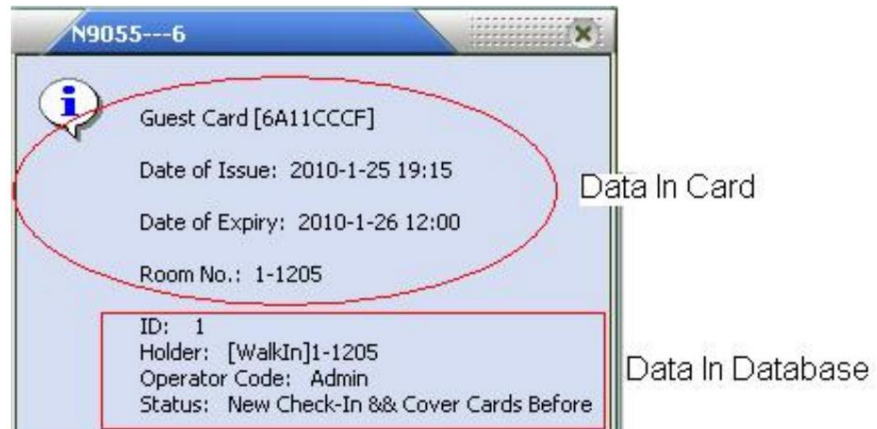 N9055---6
Guest Card [6A11CCCF]
Date of Issue: 2010-1-25 19:15
Data In Card
Date of Expiry: 2010-1-26 12:00
Room No.: 1-1205
ID: 1
Holder: [WalkIn]1-1205
Data In Database
Operator Code: Admin
Status: New Check-In && Cover Cards Before